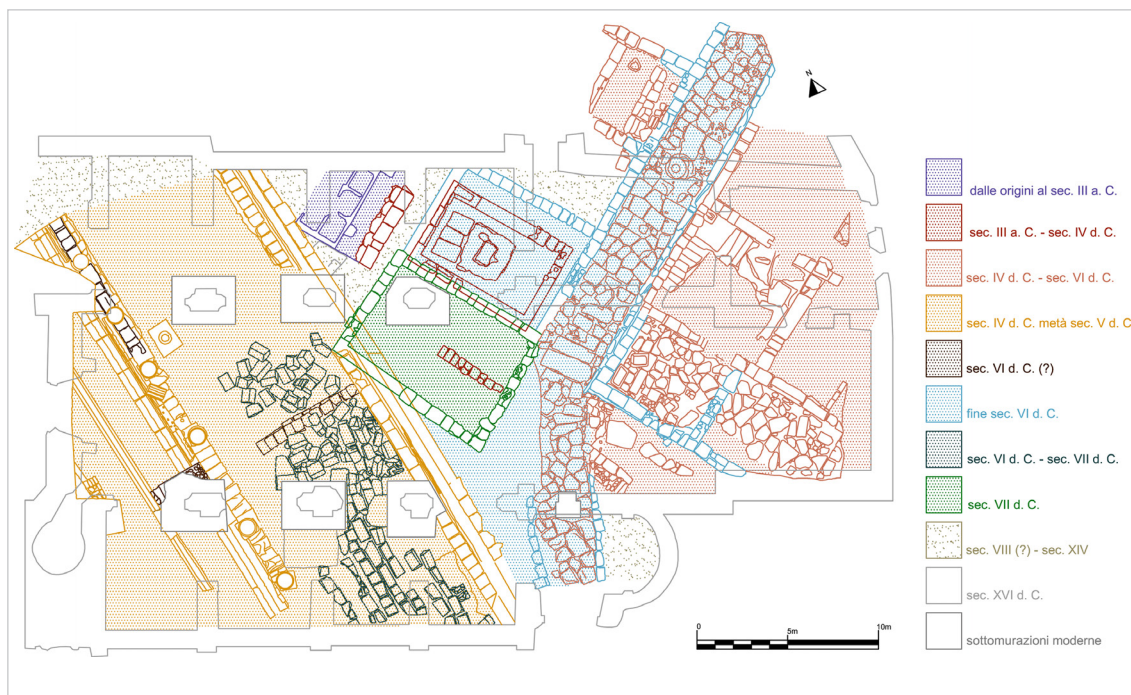 N
dalle origini al sec. III a. C.
sec. III a. C. - sec. IV d. C.
sec. IV d. C. - sec. VI d. C.
sec. IV d. C. metà sec. V d. C
sec. VI d. C. (?)
fine sec. VI d. C.
sec. VI d. C. - sec. VII d. C.
sec. VII d. C.
sec. VIII (?) - sec. XIV
sec. XVI d. C.
sottomurazioni moderne
0 5m 10m